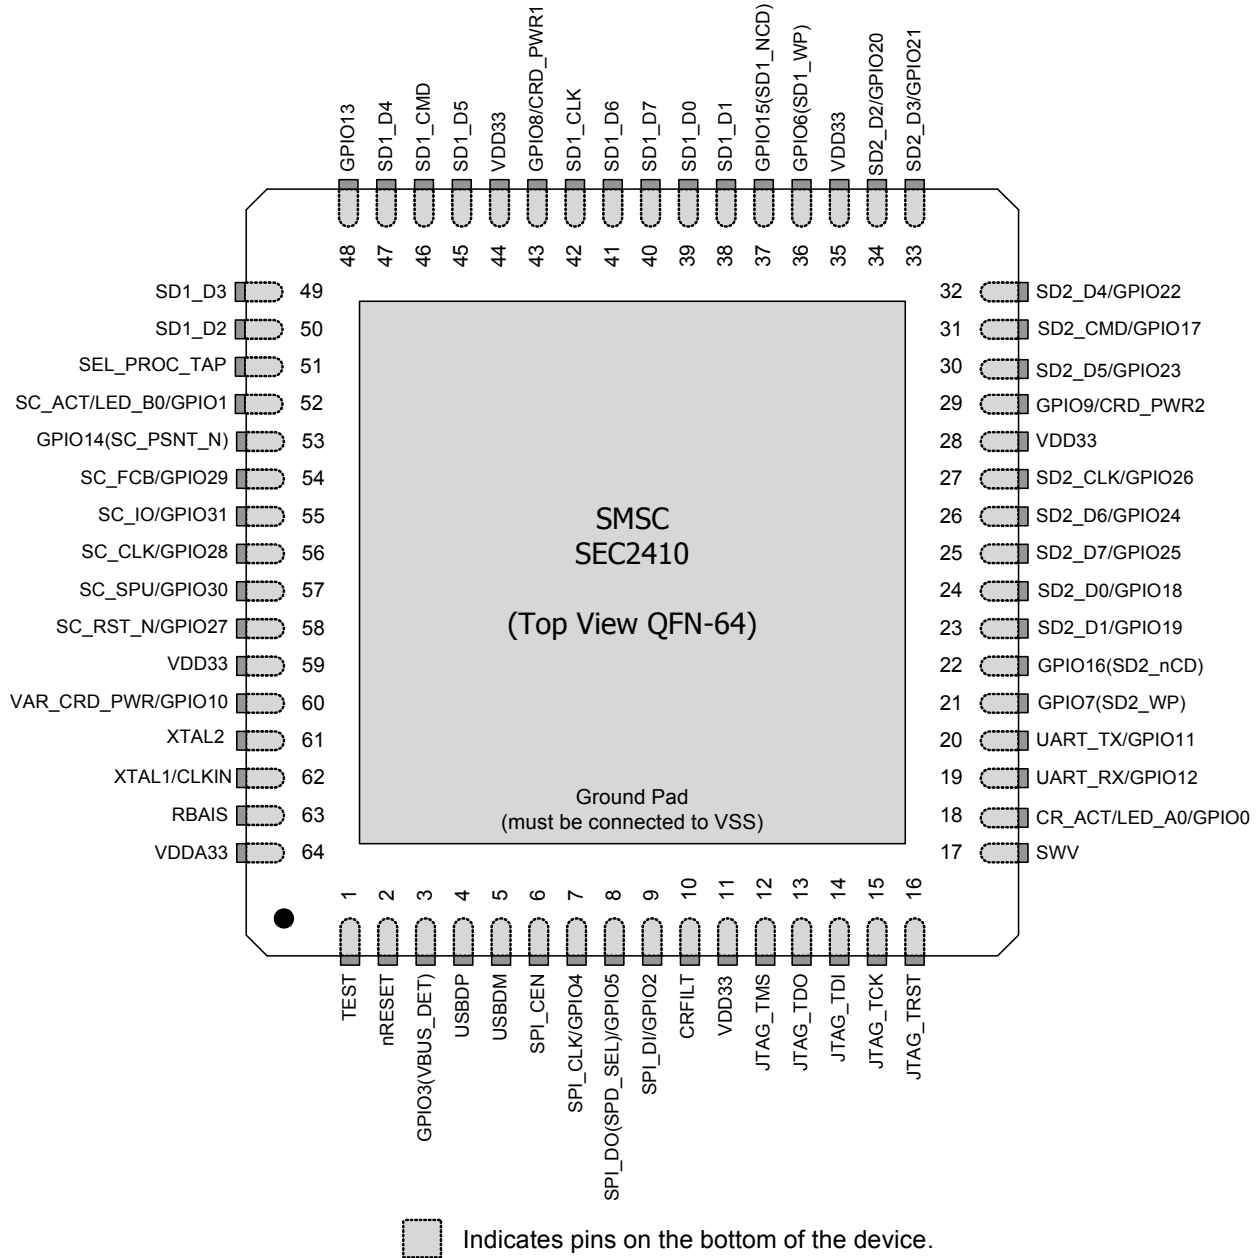 GPIO13
SD1_D4
SD1_CMD
SD1_D5
VDD33
GPIO8/CRD_PWR1
SD1_CLK
SD1_D6
SD1_D7
SD1_D0
SD1_D1
GPIO15(SD1_NCD)
GPIO6(SD1_WP)
VDD33
SD2_D2/GPIO20
SD2_D3/GPIO21
48
47
46
45
44
43
42
41
40
39
38
37
36
35
34
33
SD1_D3 49
SD1_D2 50
SEL_PROC_TAP 51
SC_ACT/LED_B0/GPIO1 52
GPIO14(SC_PSNT_N) 53
SC_FCB/GPIO29 54
SC_IO/GPIO31 55
SC_CLK/GPIO28 56
SC_SPU/GPIO30 57
SC_RST_N/GPIO27 58
VDD33 59
VAR_CRD_PWR/GPIO10 60
XTAL2 61
XTAL1/CLKIN 62
RBAIS 63
VDDA33 64
SMSC
SEC2410
(Top View QFN-64)
Ground Pad
(must be connected to VSS)
32 SD2_D4/GPIO22
31 SD2_CMD/GPIO17
30 SD2_D5/GPIO23
29 GPIO9/CRD_PWR2
28 VDD33
27 SD2_CLK/GPIO26
26 SD2_D6/GPIO24
25 SD2_D7/GPIO25
24 SD2_D0/GPIO18
23 SD2_D1/GPIO19
22 GPIO16(SD2_nCD)
21 GPIO7(SD2_WP)
20 UART_TX/GPIO11
19 UART_RX/GPIO12
18 CR_ACT/LED_A0/GPIO0
17 SWV
1
2
3
4
5
6
7
8
9
10
11
12
13
14
15
16
TEST
nRESET
GPIO3(VBUS_DET)
USBDP
USBDM
SPI_CEN
SPI_CLK/GPIO4
SPI_DO(SPD_SEL)/GPIO5
SPI_DI/GPIO2
CRFILT
VDD33
JTAG_TMS
JTAG_TDO
JTAG_TDI
JTAG_TCK
JTAG_TRST
Indicates pins on the bottom of the device.